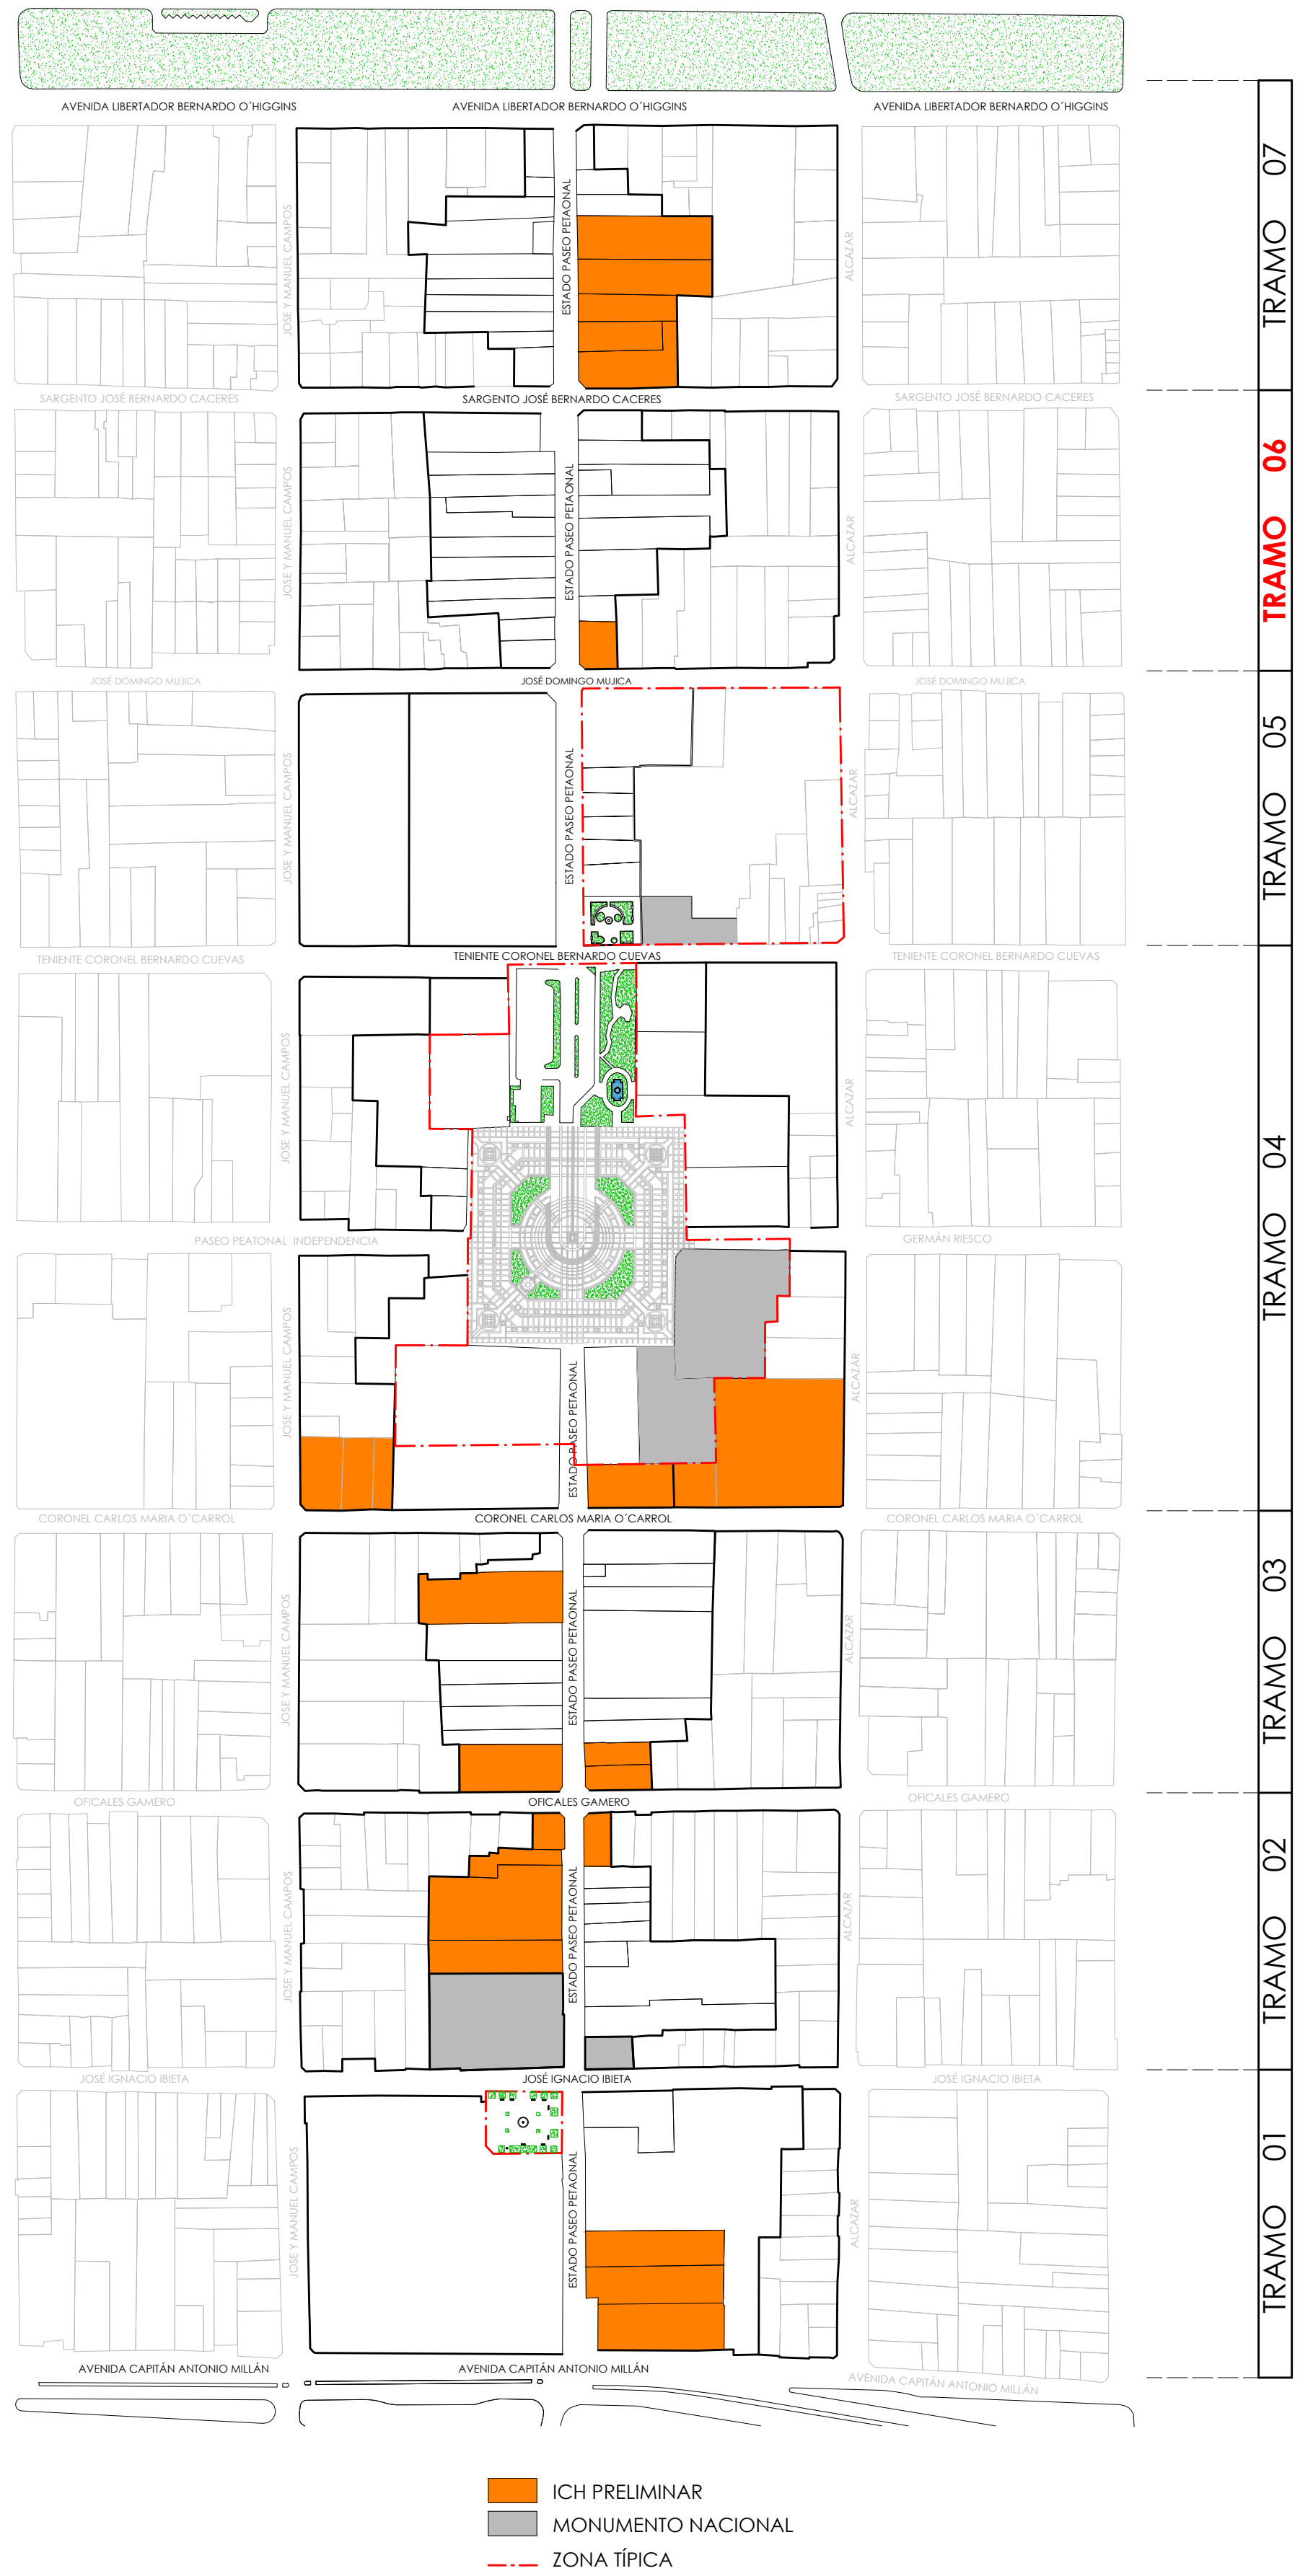 AVENIDA LIBERTADOR BERNARDO O´HIGGINS
AVENIDA LIBERTADOR BERNARDO O´HIGGINS
AVENIDA LIBERTADOR BERNARDO O´HIGGINS
JOSE Y MANUEL CAMPOS
ESTADO PASEO PETAONAL
ALCAZAR
TRAMO 07
SARGENTO JOSÉ BERNARDO CACERES
SARGENTO JOSÉ BERNARDO CACERES
SARGENTO JOSÉ BERNARDO CACERES
JOSE Y MANUEL CAMPOS
ESTADO PASEO PETAONAL
ALCAZAR
TRAMO 06
JOSÉ DOMINGO MUJICA
JOSÉ DOMINGO MUJICA
JOSÉ DOMINGO MUJICA
JOSE Y MANUEL CAMPOS
ESTADO PASEO PETAONAL
ALCAZAR
TRAMO 05
TENIENTE CORONEL BERNARDO CUEVAS
TENIENTE CORONEL BERNARDO CUEVAS
TENIENTE CORONEL BERNARDO CUEVAS
JOSE Y MANUEL CAMPOS
ALCAZAR
TRAMO 04
PASEO PEATONAL INDEPENDENCIA
GERMÁN RIESCO
JOSE Y MANUEL CAMPOS
ESTADO PASEO PETAONAL
ALCAZAR
CORONEL CARLOS MARIA O´CARROL
CORONEL CARLOS MARIA O´CARROL
CORONEL CARLOS MARIA O´CARROL
JOSE Y MANUEL CAMPOS
ESTADO PASEO PETAONAL
ALCAZAR
TRAMO 03
OFICALES GAMERO
OFICALES GAMERO
OFICALES GAMERO
JOSE Y MANUEL CAMPOS
ESTADO PASEO PETAONAL
ALCAZAR
TRAMO 02
JOSÉ IGNACIO IBIETA
JOSÉ IGNACIO IBIETA
JOSÉ IGNACIO IBIETA
JOSE Y MANUEL CAMPOS
ESTADO PASEO PETAONAL
ALCAZAR
TRAMO 01
AVENIDA CAPITÁN ANTONIO MILLÁN
AVENIDA CAPITÁN ANTONIO MILLÁN
AVENIDA CAPITÁN ANTONIO MILLÁN
ICH PRELIMINAR
MONUMENTO NACIONAL
ZONA TÍPICA